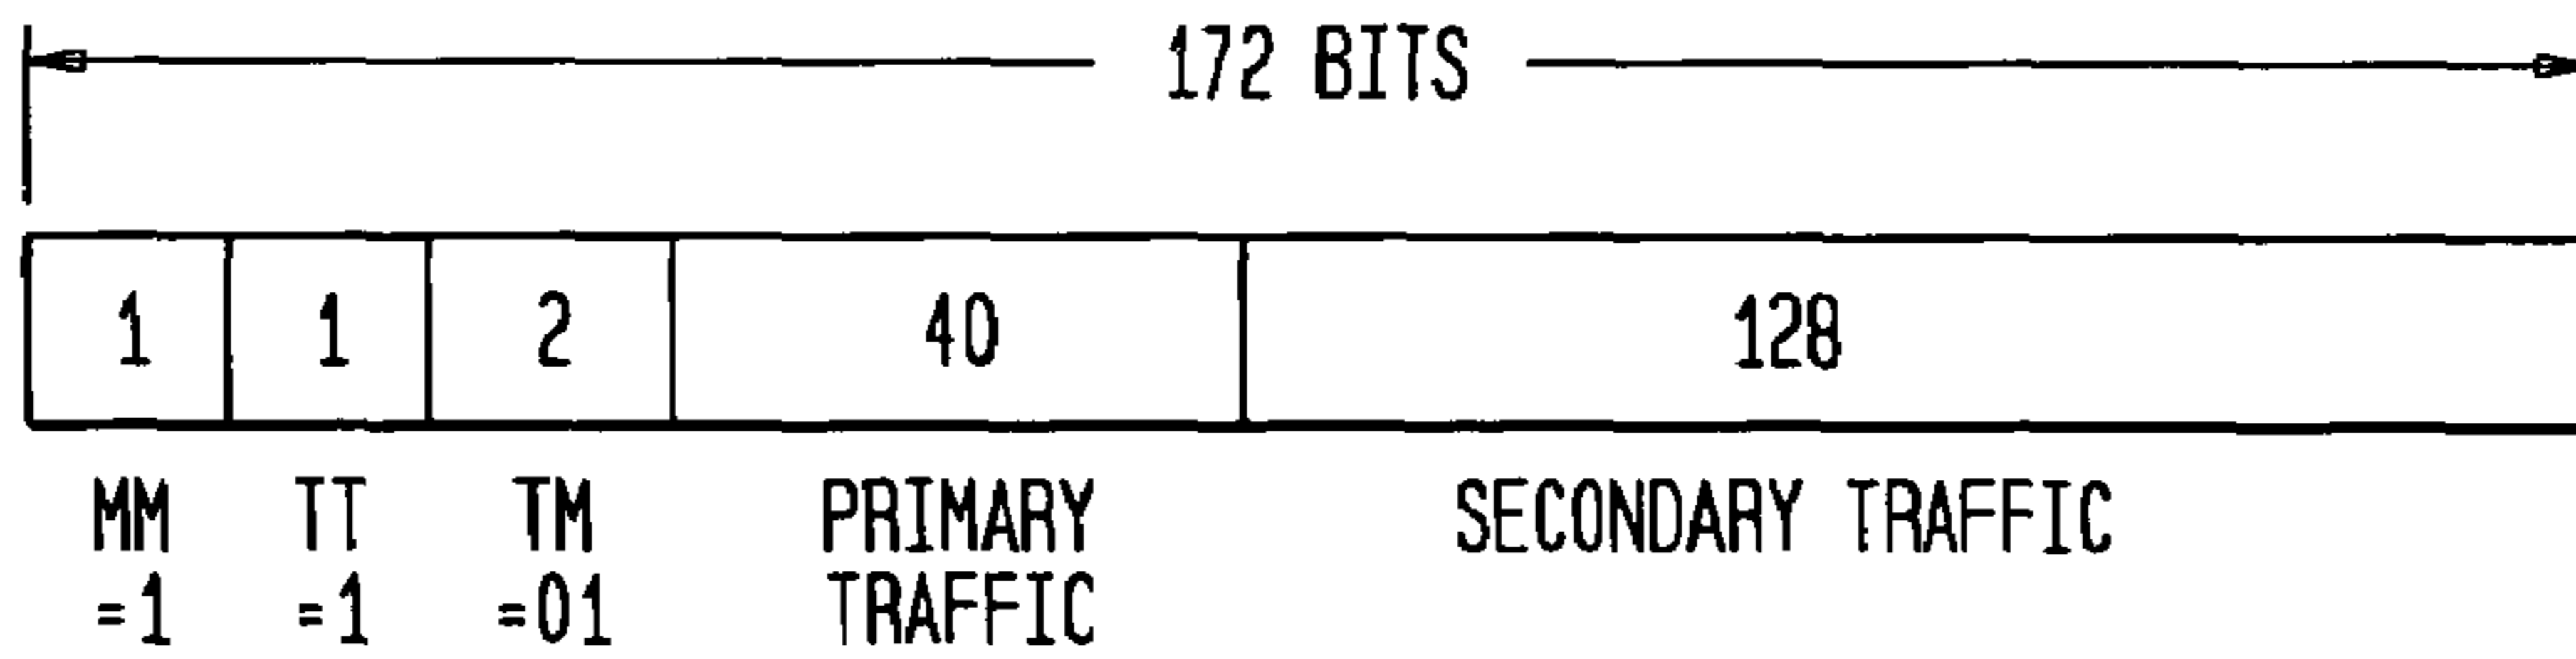 172 BITS
1 1 2 40 128
MM TT TM PRIMARY SECONDARY TRAFFIC
=1 =1 =01 TRAFFIC